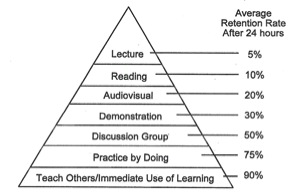 Average
Retention Rate
After 24 hours
Lecture 5%
Reading 10%
Audiovisual 20%
Demonstration 30%
Discussion Group 50%
Practice by Doing 75%
Teach Others/Immediate Use of Learning 90%